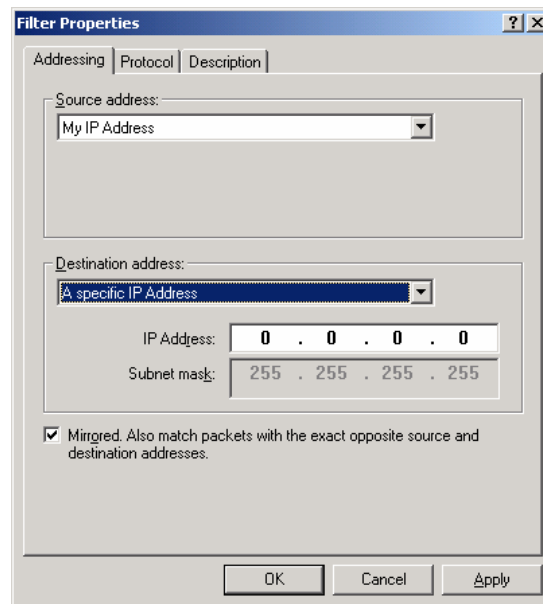 Filter Properties
Addressing Protocol Description
Source address:
My IP Address
Destination address:
A specific IP Address
IP Address: 0 . 0 . 0 . 0
Subnet mask: 255 . 255 . 255 . 255
Mirrored. Also match packets with the exact opposite source and
destination addresses.
OK Cancel Apply